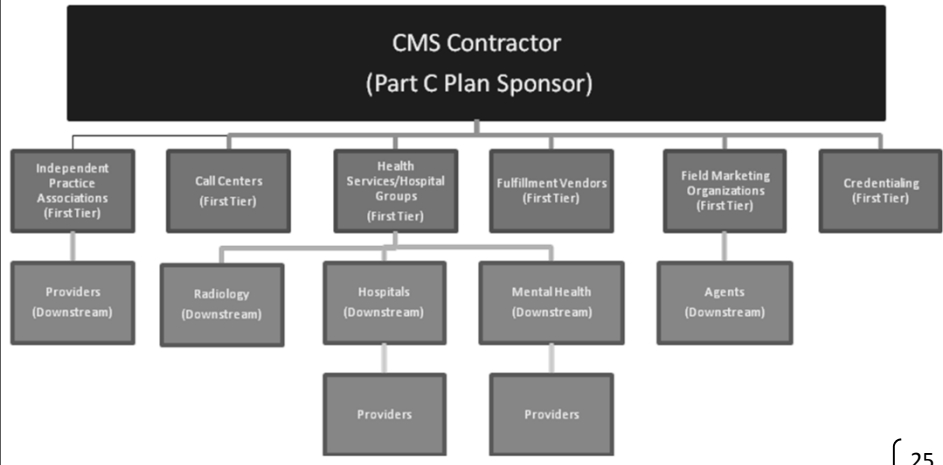 CMS Contractor
(Part C Plan Sponsor)
Independent
Practice
Associations
(First Tier)
Call Centers
(First Tier)
Health
Services/Hospital
Groups
(First Tier)
Fulfillment Vendors
(First Tier)
Field Marketing
Organizations
(First Tier)
Credentialing
(First Tier)
Providers
(Downstream)
Radiology
(Downstream)
Hospitals
(Downstream)
Mental Health
(Downstream)
Agents
(Downstream)
Providers
Providers
25